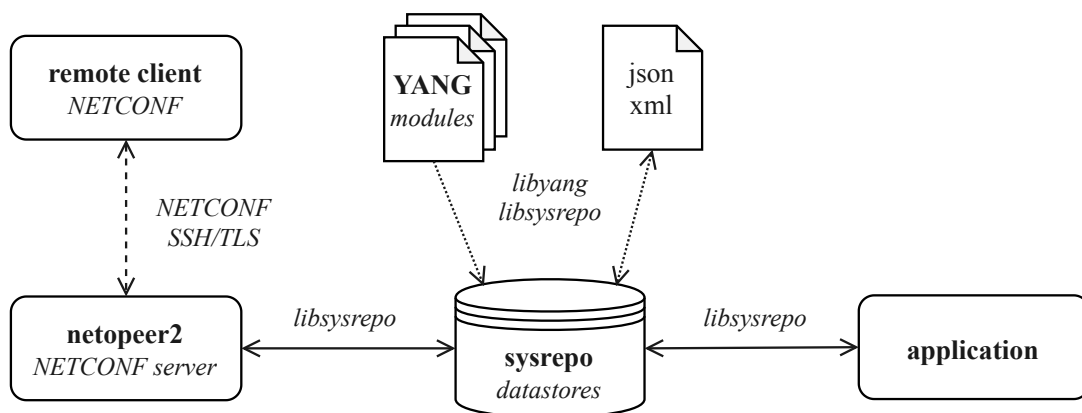 remote client
NETCONF
YANG
modules
json
xml
libyang
libsysrepo
NETCONF
SSH/TLS
netopeer2
NETCONF server
libsysrepo
sysrepo
datastores
libsysrepo
application